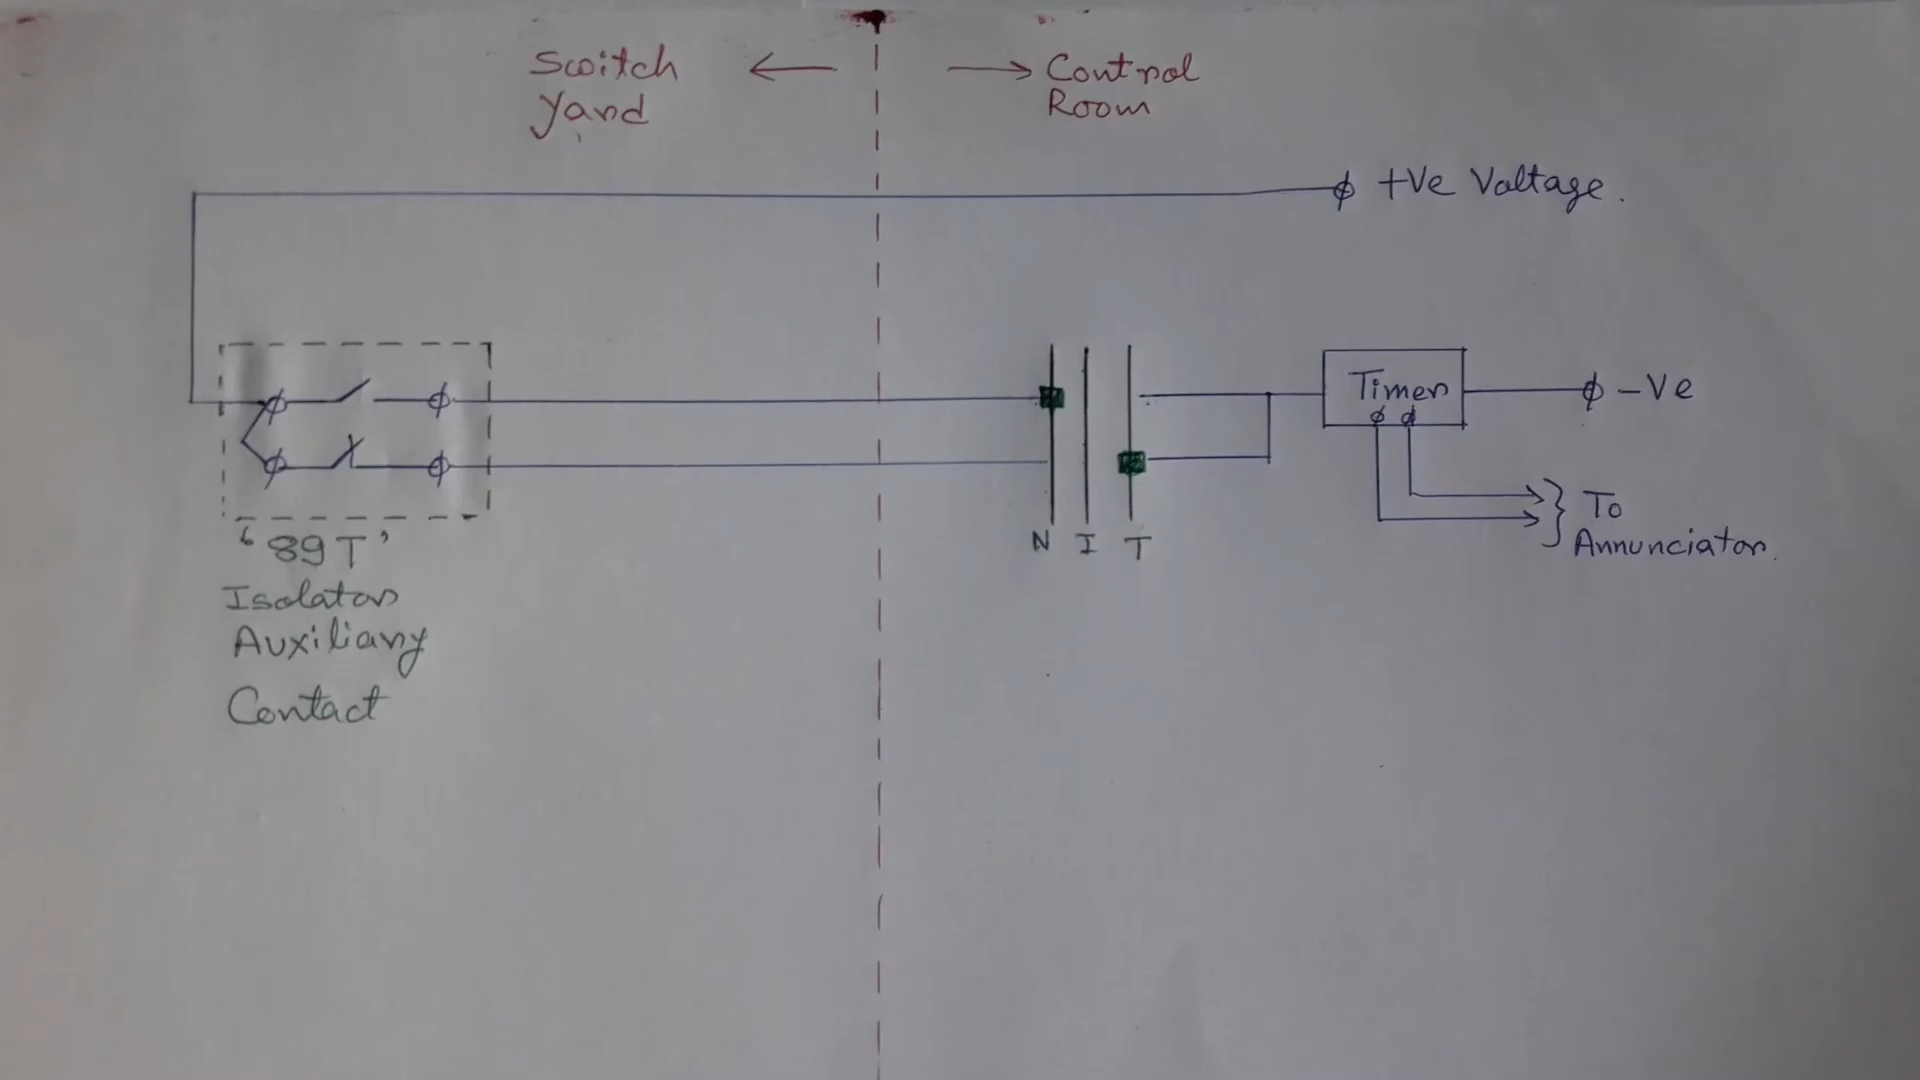 Switch
Yard
Control
Room
+Ve Voltage.
Timer
-Ve
N I T
To
Annunciator.
'89T'
Isolator
Auxiliary
Contact